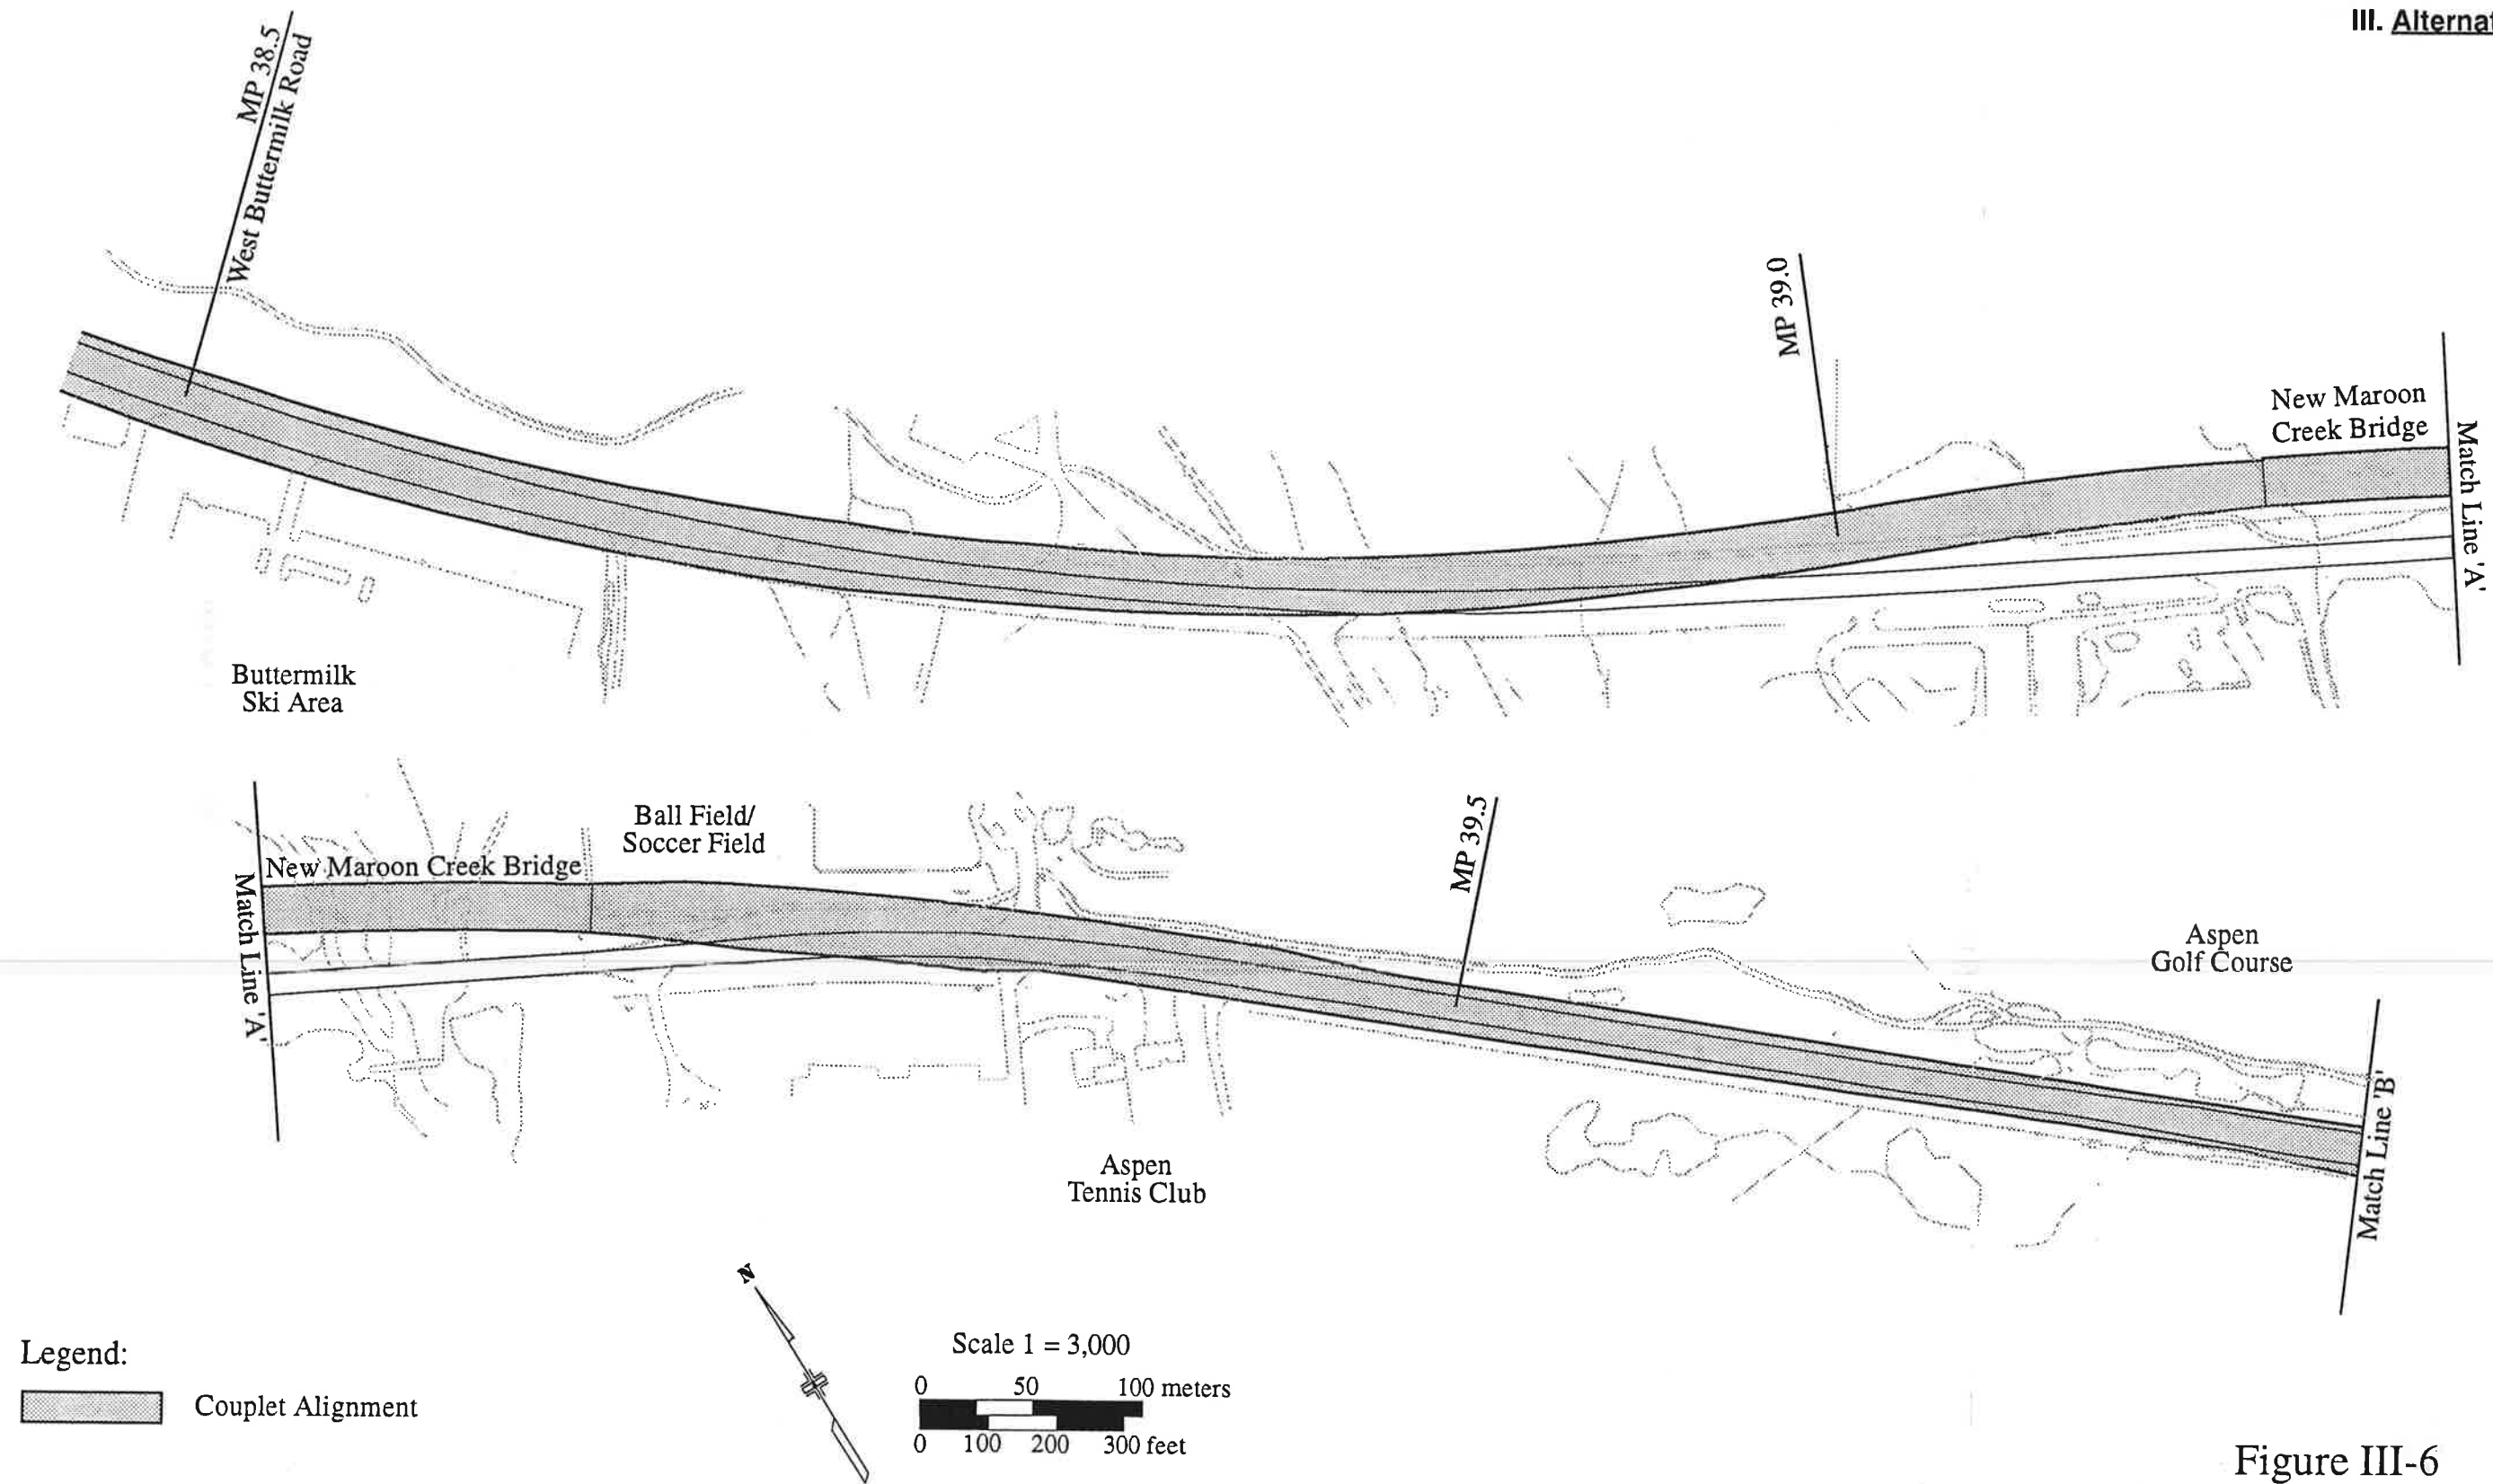 III. Alternat
MP 38.5
West Buttermilk Road
MP 39.0
New Maroon
Creek Bridge
Match Line 'A'
Buttermilk
Ski Area
Ball Field/
Soccer Field
MP 39.5
New Maroon Creek Bridge
Match Line 'A'
Aspen
Golf Course
Aspen
Tennis Club
Match Line 'B'
N
Scale 1 = 3,000
0 50 100 meters
0 100 200 300 feet
Legend:
Couplet Alignment
Figure III-6